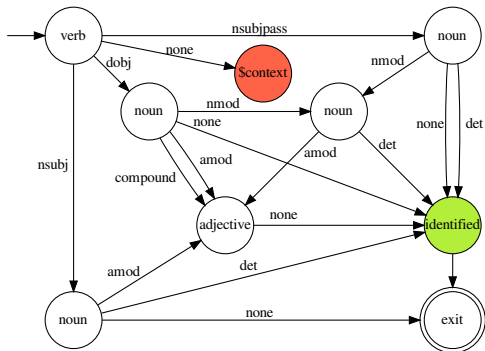 nsubjpass
verb
noun
none
dobj
$context
nmod
noun
nmod
noun
none
none
det
amod
det
amod
nsubj
compound
adjective
none
identified
amod
det
noun
none
exit